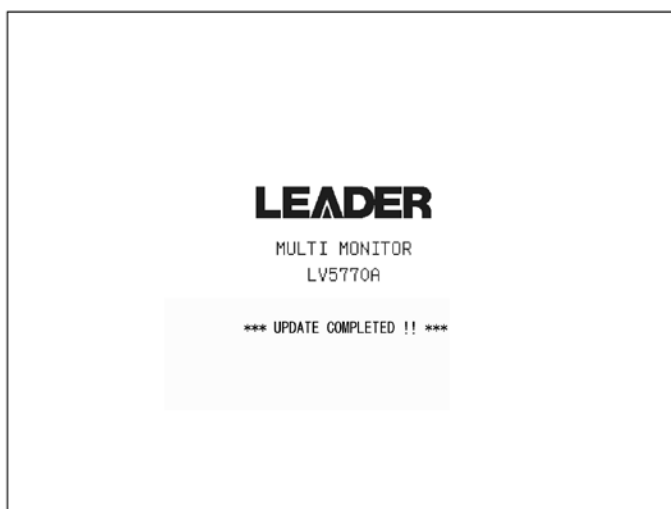 LEADER
MULTI MONITOR
LV5770A
*** UPDATE COMPLETED !! ***